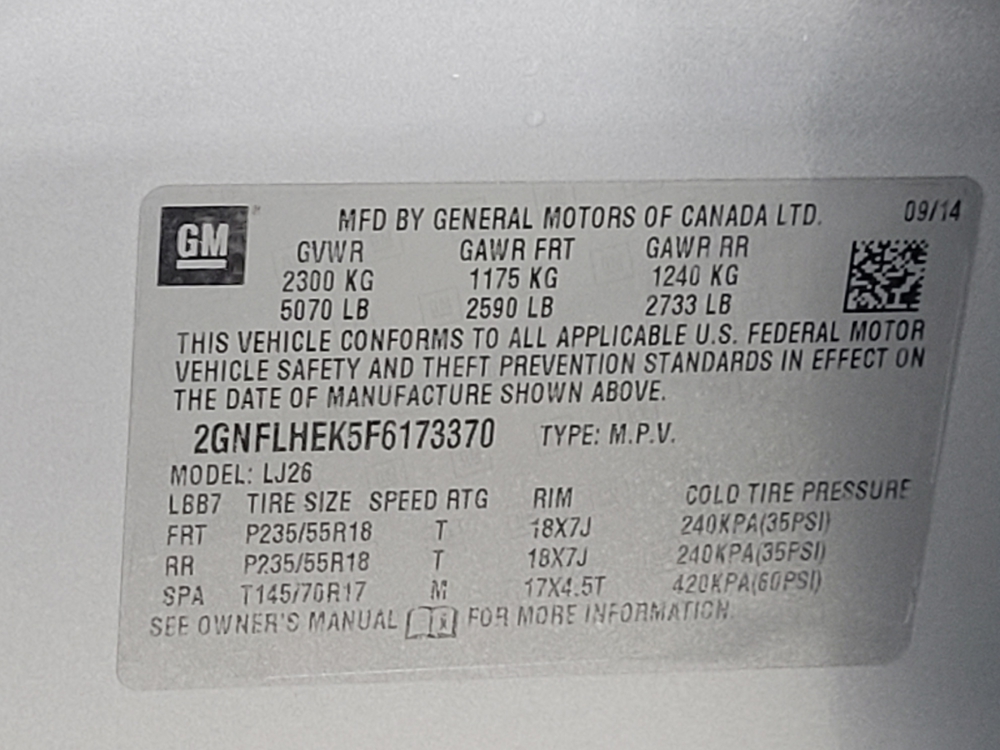 GM MFD BY GENERAL MOTORS OF CANADA LTD. 09/14
GVWR GAWR FRT GAWR RR
2300 KG 1175 KG 1240 KG
5070 LB 2590 LB 2733 LB
THIS VEHICLE CONFORMS TO ALL APPLICABLE U.S. FEDERAL MOTOR
VEHICLE SAFETY AND THEFT PREVENTION STANDARDS IN EFFECT ON
THE DATE OF MANUFACTURE SHOWN ABOVE.
2GNFLHEK5F6173370 TYPE: M.P.V.
MODEL: LJ26
LBB7 TIRE SIZE SPEED RTG RIM COLD TIRE PRESSURE
FRT P235/55R18 T 18X7J 240KPA(35PSI)
RR P235/55R18 T 18X7J 240KPA(35PSI)
SPA T145/70R17 M 17X4.5T 420KPA(60PSI)
SEE OWNER'S MANUAL FOR MORE INFORMATION.